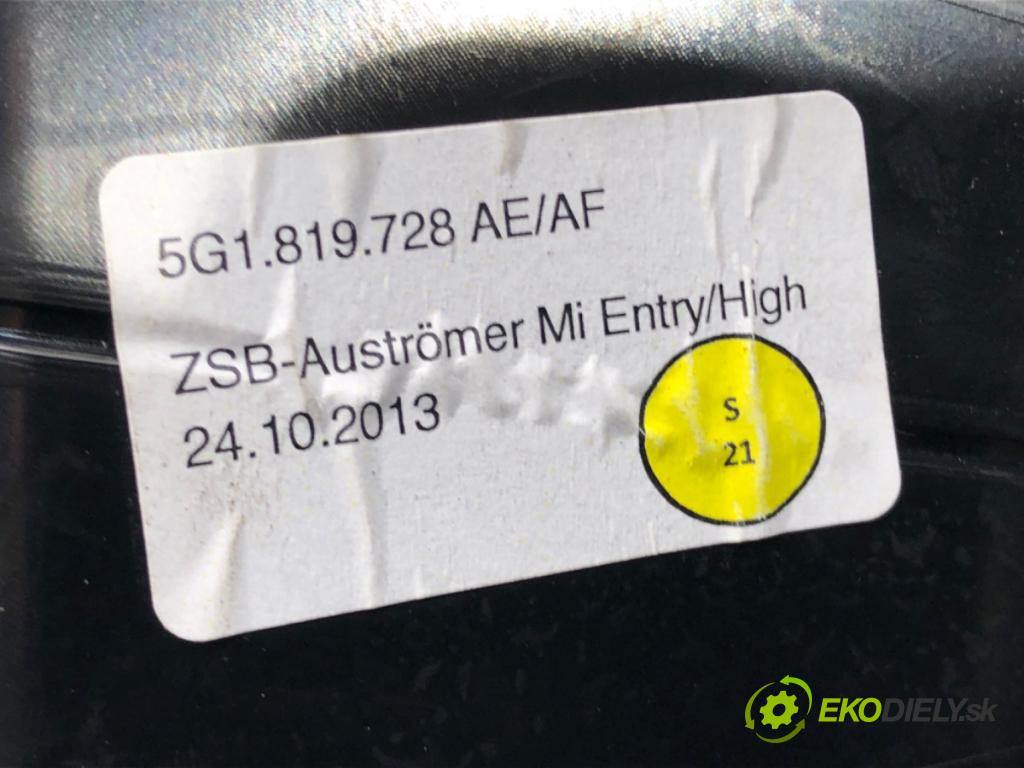 5G1.819.728 AE/AF
ZSB-Auströmer Mi Entry/High
24.10.2013
S
21
EKODIELY.sk